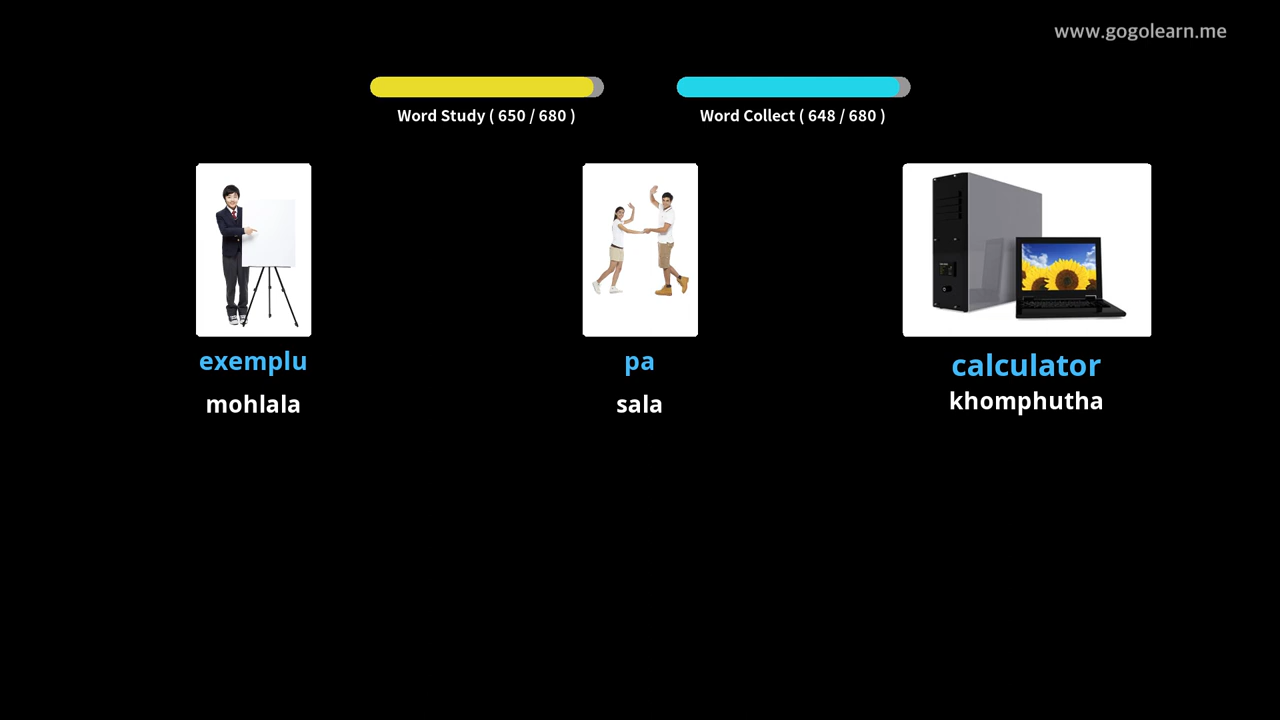 www.gogolearn.me
Word Study ( 650 / 680 )
Word Collect ( 648 / 680 )
exemplu
mohlala
pa
sala
calculator
khomphutha